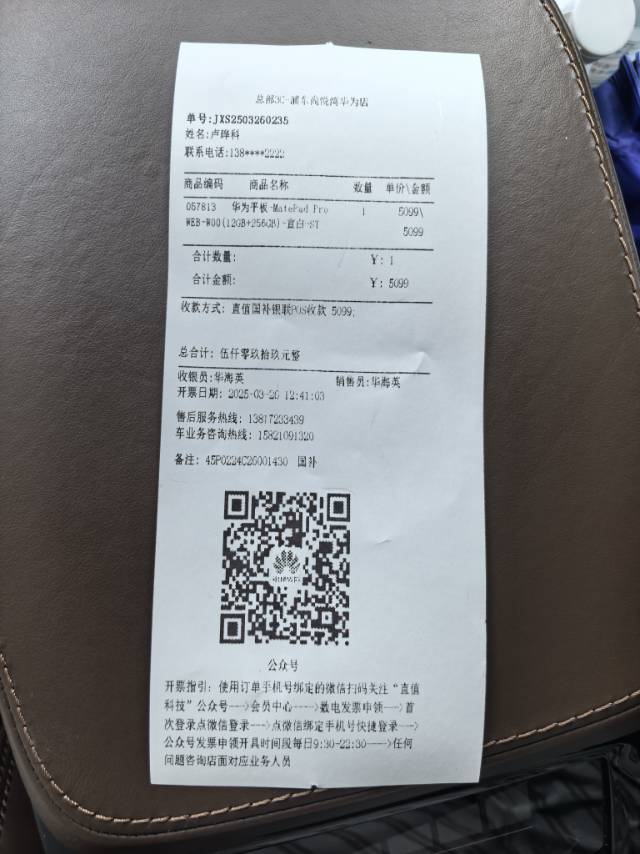 总部3C-浦东尚悦湾华为店
单号:JXS2503260235
姓名:卢晔科
联系电话:138****2222
商品编码 商品名称 数量 单价\金额
057813 华为平板-MatePad Pro 1 5099\
WEB-W00(12GB+256GB)-宣白-ST 5099
合计数量: ¥: 1
合计金额: ¥: 5099
收款方式: 直值国补银联POS收款 5099;
总合计: 伍仟零玖拾玖元整
收银员:华海英 销售员:华海英
开票日期: 2025-03-26 12:41:03
售后服务热线: 13817233439
车业务咨询热线: 15821091320
备注: 45P0224C26001430 国补
HUAWEI
公众号
开票指引: 使用订单手机号绑定的微信扫码关注“直值
科技”公众号--->会员中心---->数电发票申领--->首
次登录点微信登录--->点微信绑定手机号快捷登录--->
公众号发票申领开具时间段每日9:30-22:30---->任何
问题咨询店面对应业务人员